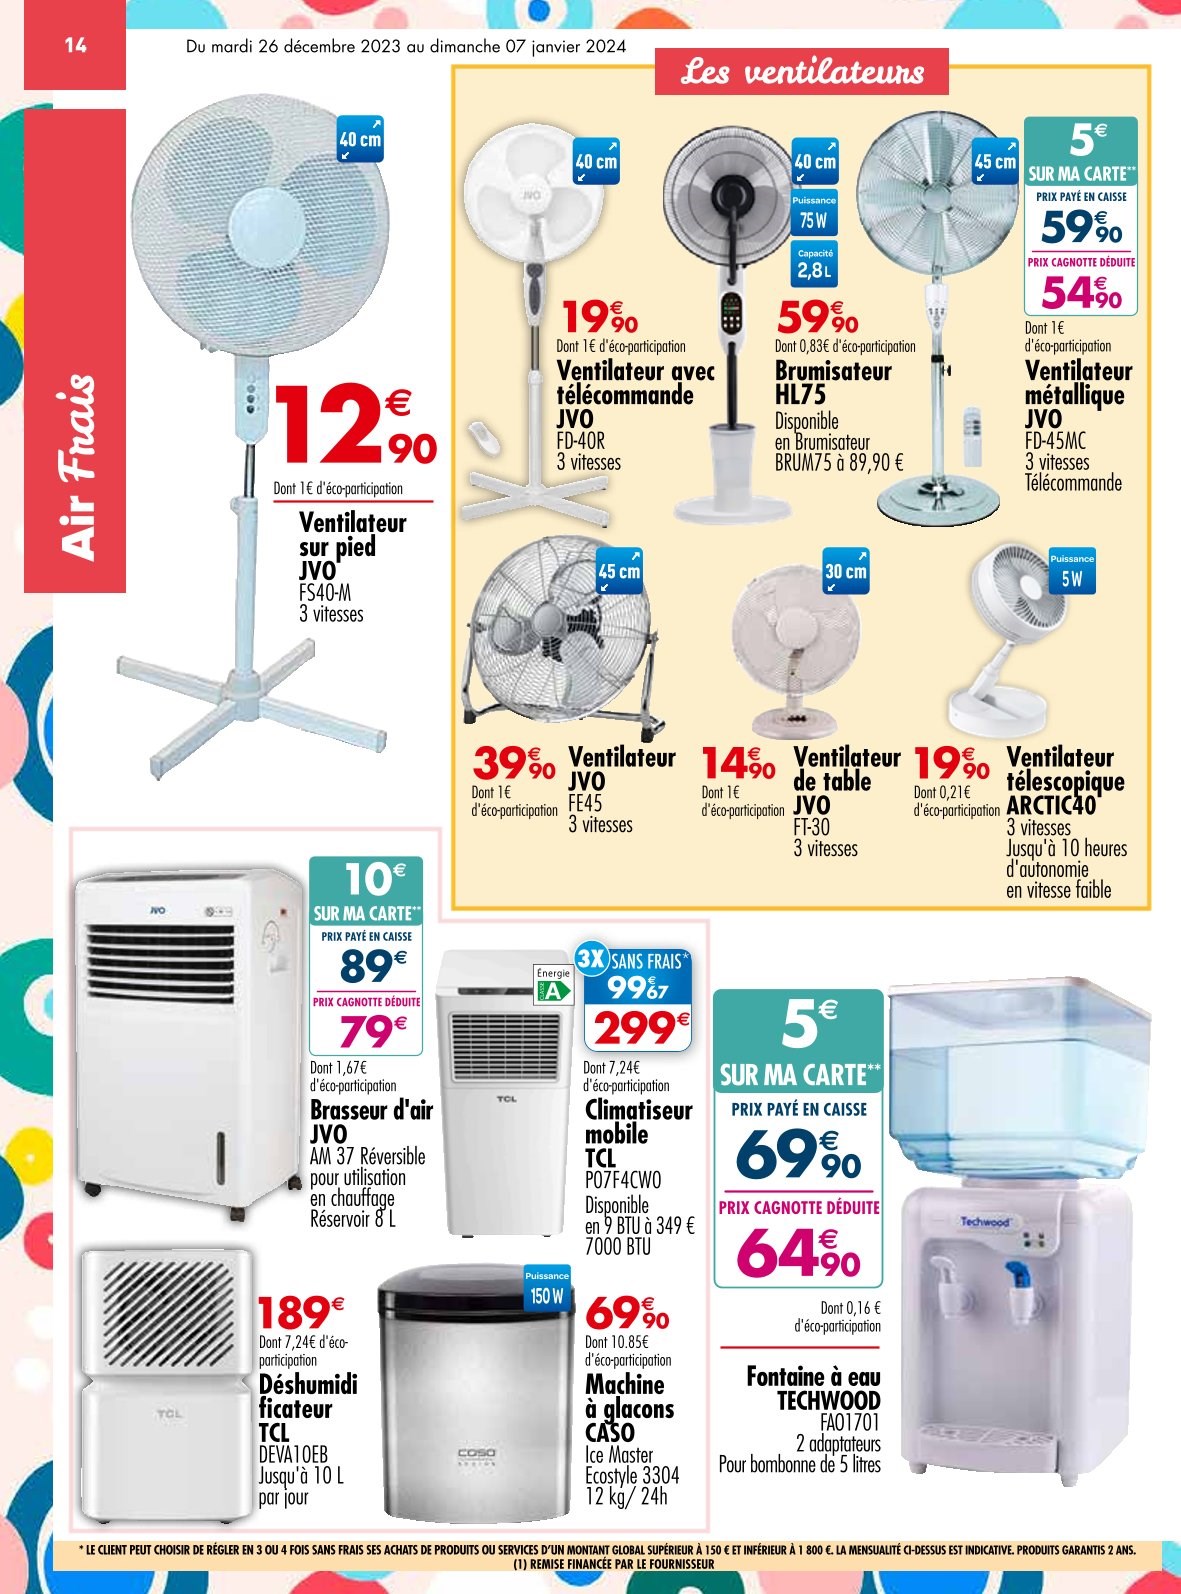 14
Du mardi 26 décembre 2023 au dimanche 07 janvier 2024
Air Frais
40 cm
12€90
Dont 1€ d'éco-participation
Ventilateur
sur pied
JVO
FS40-M
3 vitesses
Les ventilateurs
40 cm
JVO
19€90
Dont 1€ d'éco-participation
Ventilateur avec
télécommande
JVO
FD-40R
3 vitesses
40 cm
Puissance
75 W
Capacité
2,8 L
59€90
Dont 0,83€ d'éco-participation
Brumisateur
HL75
Disponible
en Brumisateur
BRUM75 à 89,90 €
45 cm
5€
SUR MA CARTE**
PRIX PAYÉ EN CAISSE
59€90
PRIX CAGNOTTE DÉDUITE
54€90
Dont 1€
d'éco-participation
Ventilateur
métallique
JVO
FD-45MC
3 vitesses
Télécommande
45 cm
39€90
Dont 1€
d'éco-participation
Ventilateur
JVO
FE45
3 vitesses
30 cm
14€90
Dont 1€
d'éco-participation
Ventilateur
de table
JVO
FT-30
3 vitesses
Puissance
5 W
19€90
Dont 0,21€
d'éco-participation
Ventilateur
télescopique
ARCTIC40
3 vitesses
Jusqu'à 10 heures
d'autonomie
en vitesse faible
JVO
10€
SUR MA CARTE**
PRIX PAYÉ EN CAISSE
89€
PRIX CAGNOTTE DÉDUITE
79€
Dont 1,67€
d'éco-participation
Brasseur d'air
JVO
AM 37 Réversible
pour utilisation
en chauffage
Réservoir 8 L
Énergie
A
TCL
3X SANS FRAIS*
99€67
299€
Dont 7,24€
d'éco-participation
Climatiseur
mobile
TCL
P07F4CW0
Disponible
en 9 BTU à 349 €
7000 BTU
5€
SUR MA CARTE**
PRIX PAYÉ EN CAISSE
69€90
PRIX CAGNOTTE DÉDUITE
64€90
Dont 0,16 €
d'éco-participation
Fontaine à eau
TECHWOOD
FAO1701
2 adaptateurs
Pour bombonne de 5 litres
Techwood
TCL
189€
Dont 7,24€ d'éco-
participation
Déshumidi
ficateur
TCL
DEVA10EB
Jusqu'à 10 L
par jour
CASO
DESIGN
Puissance
150 W
69€90
Dont 10.85€
d'éco-participation
Machine
à glacons
CASO
Ice Master
Ecostyle 3304
12 kg/ 24h
* LE CLIENT PEUT CHOISIR DE RÉGLER EN 3 OU 4 FOIS SANS FRAIS SES ACHATS DE PRODUITS OU SERVICES D'UN MONTANT GLOBAL SUPÉRIEUR À 150 € ET INFÉRIEUR À 1 800 €. LA MENSUALITÉ CI-DESSUS EST INDICATIVE. PRODUITS GARANTIS 2 ANS.
(1) REMISE FINANCÉE PAR LE FOURNISSEUR